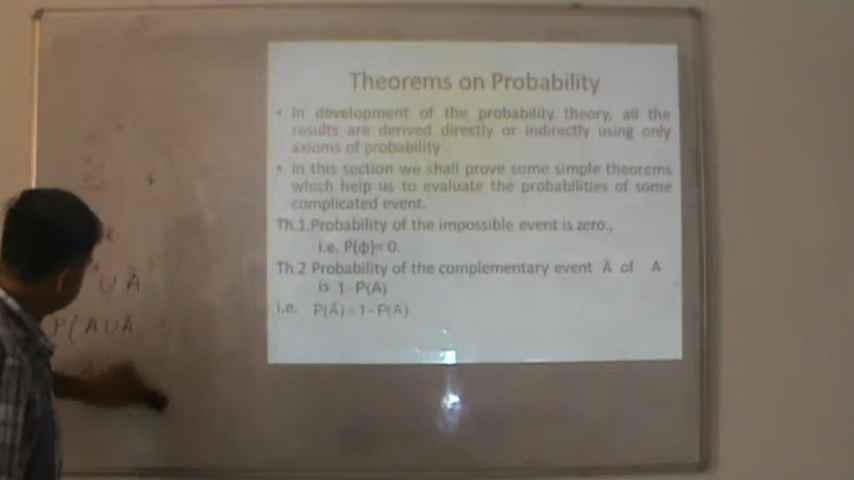 Theorems on Probability
• In development of the probability theory, all the
results are derived directly or indirectly using only
axioms of probability .
• In this section we shall prove some simple theorems
which help us to evaluate the probabilities of some
complicated event.
Th.1.Probability of the impossible event is zero.,
i.e. P(ϕ)= 0.
Th.2 Probability of the complementary event Ā of A
is 1-P(A)
i.e. P(Ā)=1-P(A)
∪ Ā
P(A∪Ā